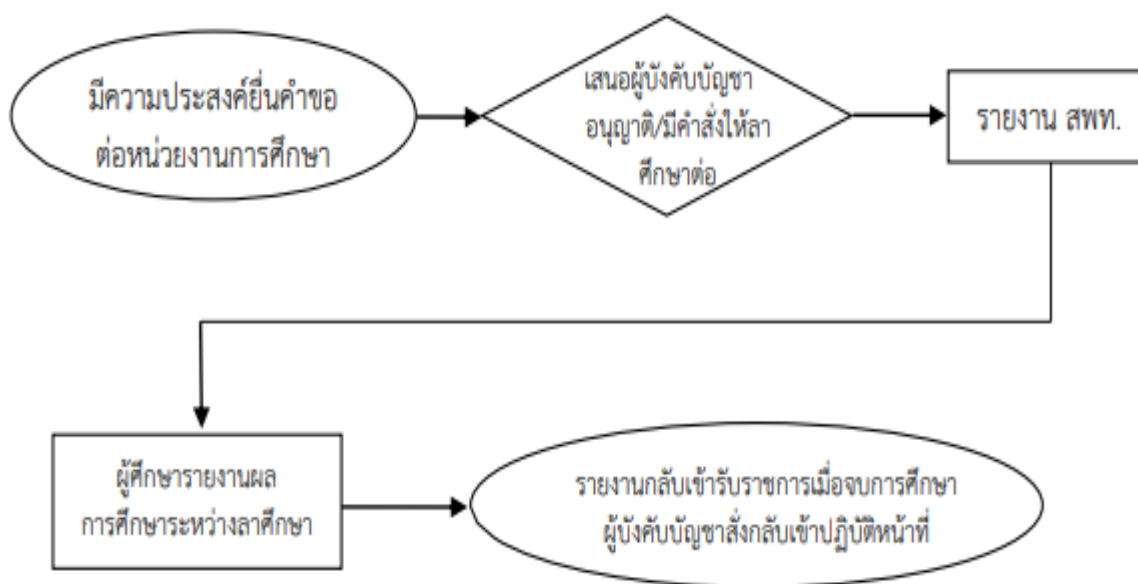 มีความประสงค์ยื่นคำขอ
ต่อหน่วยงานการศึกษา
เสนอผู้บังคับบัญชา
อนุญาติ/มีคำสั่งให้ลา
ศึกษาต่อ
รายงาน สพท.
ผู้ศึกษารายงานผล
การศึกษาระหว่างลาศึกษา
รายงานกลับเข้ารับราชการเมื่อจบการศึกษา
ผู้บังคับบัญชาสั่งกลับเข้าปฏิบัติหน้าที่